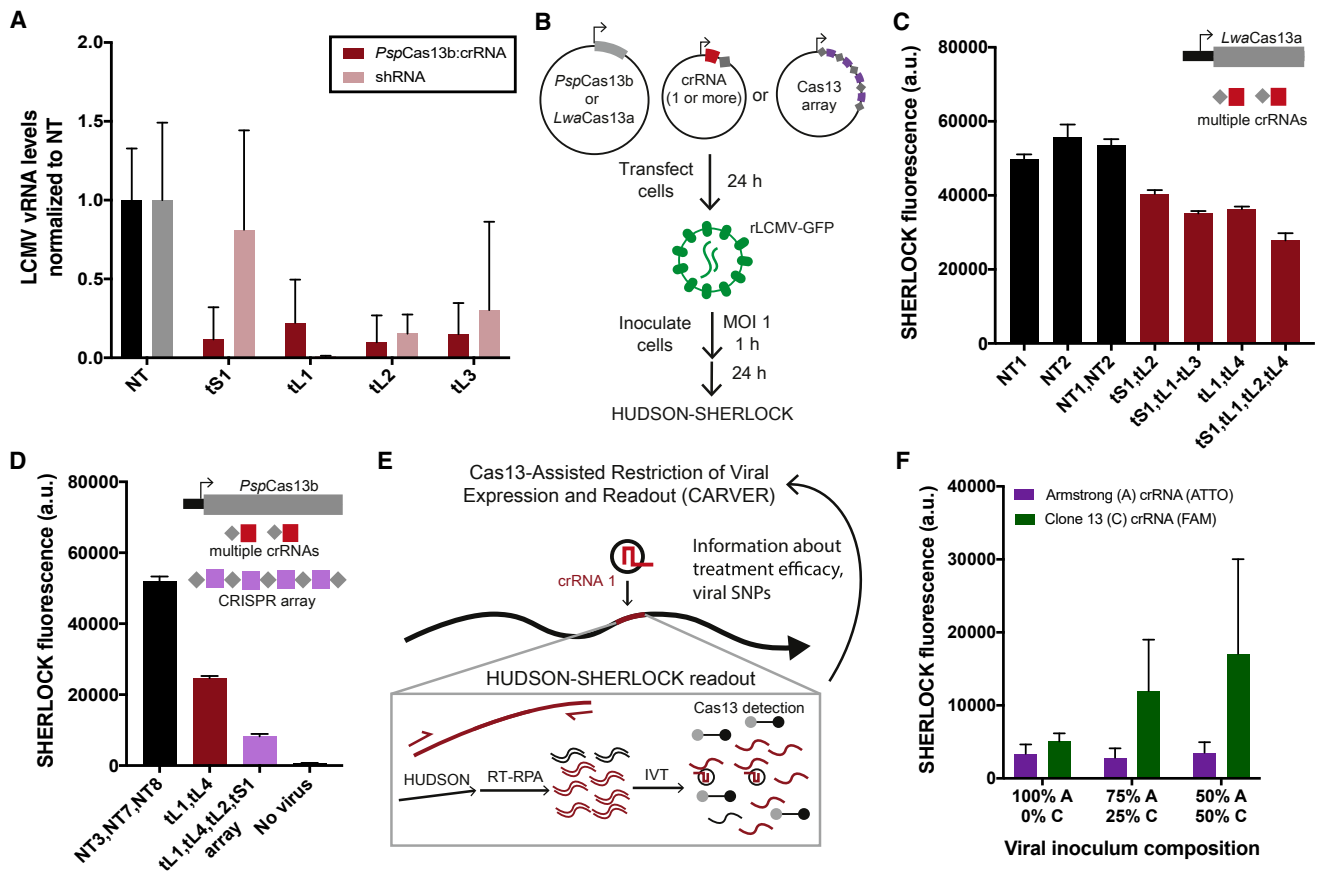 A
LCMV vRNA levels
normalized to NT
2.0
1.5
1.0
0.5
0.0
PspCas13b:crRNA
shRNA
NT
tS1
tL1
tL2
tL3
B
PspCas13b
or
LwaCas13a
crRNA
(1 or more)
or
Cas13
array
Transfect
cells
24 h
rLCMV-GFP
Inoculate
cells
MOI 1
1 h
24 h
HUDSON-SHERLOCK
C
SHERLOCK fluorescence (a.u.)
80000
60000
40000
20000
0
LwaCas13a
multiple crRNAs
NT1
NT2
NT1,NT2
tS1,tL2
tS1,tL1-tL3
tL1,tL4
tS1,tL1,tL2,tL4
D
SHERLOCK fluorescence (a.u.)
80000
60000
40000
20000
0
PspCas13b
multiple crRNAs
CRISPR array
NT3,NT7,NT8
tL1,tL4
tL1,tL4,tL2,tS1
array
No virus
E
Cas13-Assisted Restriction of Viral
Expression and Readout (CARVER)
crRNA 1
Information about
treatment efficacy,
viral SNPs
HUDSON-SHERLOCK readout
Cas13 detection
HUDSON
RT-RPA
IVT
F
SHERLOCK fluorescence (a.u.)
40000
30000
20000
10000
0
Armstrong (A) crRNA (ATTO)
Clone 13 (C) crRNA (FAM)
100% A
0% C
75% A
25% C
50% A
50% C
Viral inoculum composition